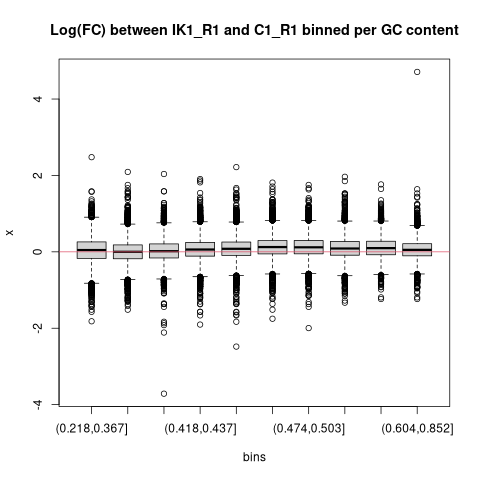 Log(FC) between IK1_R1 and C1_R1 binned per GC content
4
2
0
-2
-4
x
(0.218,0.367] (0.418,0.437] (0.474,0.503] (0.604,0.852]
bins